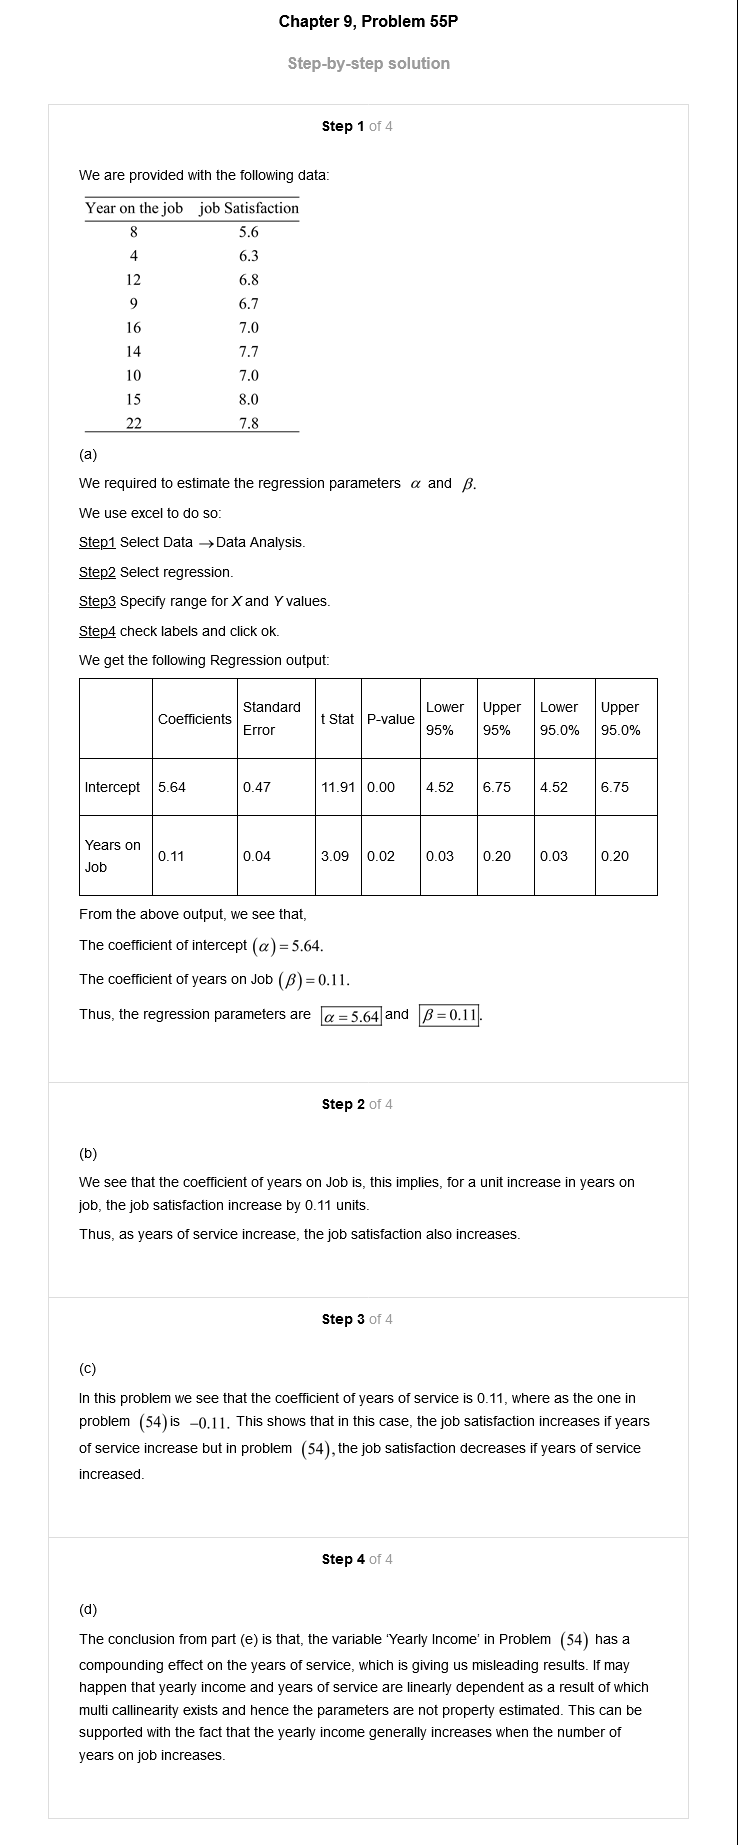 Chapter 9, Problem 55P
Step-by-step solution
Step 1 of 4
We are provided with the following data:
Year on the job job Satisfaction
8 5.6
4 6.3
12 6.8
9 6.7
16 7.0
14 7.7
10 7.0
15 8.0
22 7.8
(a)
We required to estimate the regression parameters α and β.
We use excel to do so:
Step1 Select Data →Data Analysis.
Step2 Select regression.
Step3 Specify range for X and Y values.
Step4 check labels and click ok.
We get the following Regression output:
Coefficients Standard Error t Stat P-value Lower 95% Upper 95% Lower 95.0% Upper 95.0%
Intercept 5.64 0.47 11.91 0.00 4.52 6.75 4.52 6.75
Years on Job 0.11 0.04 3.09 0.02 0.03 0.20 0.03 0.20
From the above output, we see that,
The coefficient of intercept (α) = 5.64.
The coefficient of years on Job (β) = 0.11.
Thus, the regression parameters are α = 5.64 and β = 0.11.
Step 2 of 4
(b)
We see that the coefficient of years on Job is, this implies, for a unit increase in years on
job, the job satisfaction increase by 0.11 units.
Thus, as years of service increase, the job satisfaction also increases.
Step 3 of 4
(c)
In this problem we see that the coefficient of years of service is 0.11, where as the one in
problem (54) is −0.11. This shows that in this case, the job satisfaction increases if years
of service increase but in problem (54), the job satisfaction decreases if years of service
increased.
Step 4 of 4
(d)
The conclusion from part (e) is that, the variable ‘Yearly Income’ in Problem (54) has a
compounding effect on the years of service, which is giving us misleading results. If may
happen that yearly income and years of service are linearly dependent as a result of which
multi callinearity exists and hence the parameters are not property estimated. This can be
supported with the fact that the yearly income generally increases when the number of
years on job increases.